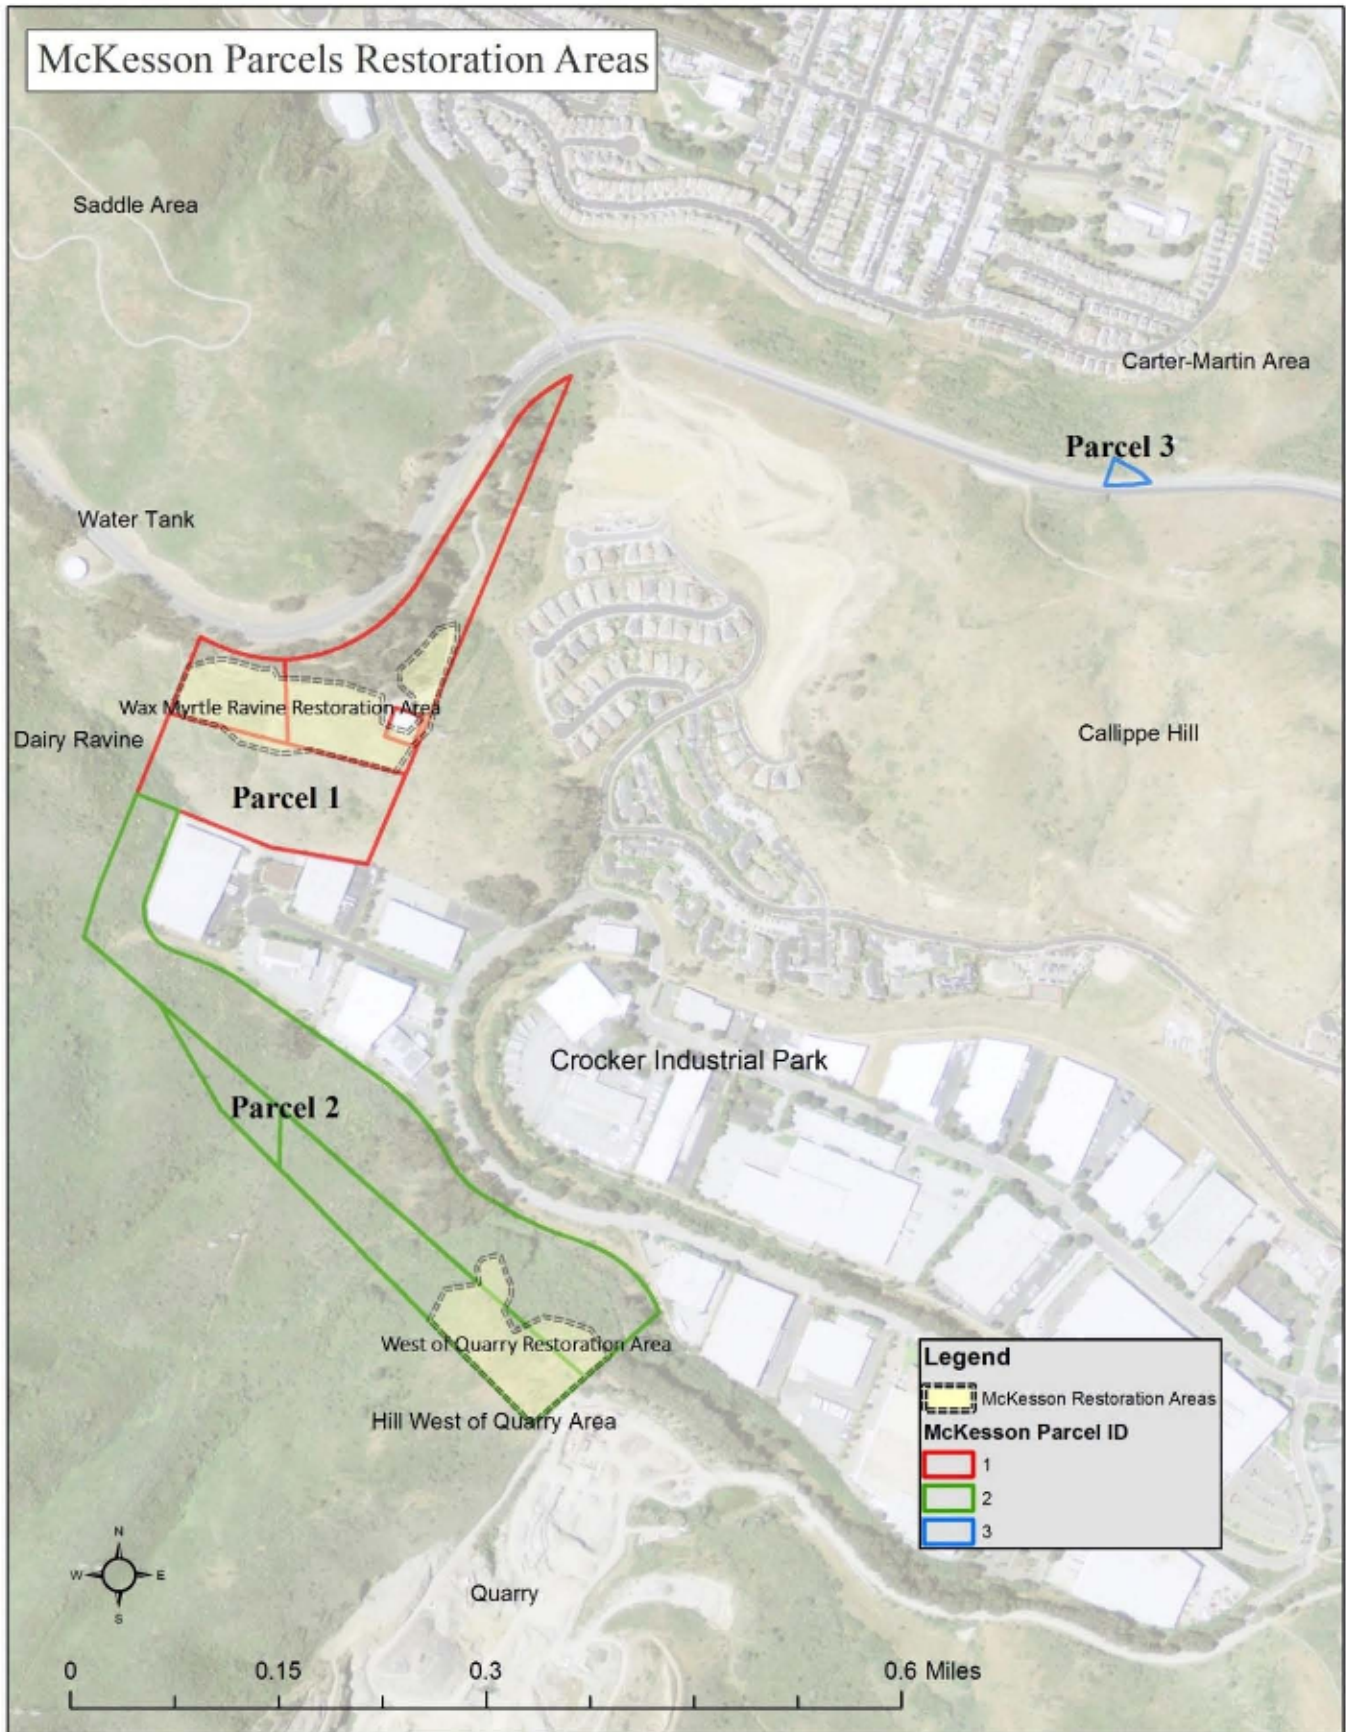 McKesson Parcels Restoration Areas
Saddle Area
Carter-Martin Area
Parcel 3
Water Tank
Wax Myrtle Ravine Restoration Area
Dairy Ravine
Callippe Hill
Parcel 1
Crocker Industrial Park
Parcel 2
West of Quarry Restoration Area
Hill West of Quarry Area
Legend
McKesson Restoration Areas
McKesson Parcel ID
1
2
3
N
W E
S
Quarry
0 0.15 0.3 0.6 Miles